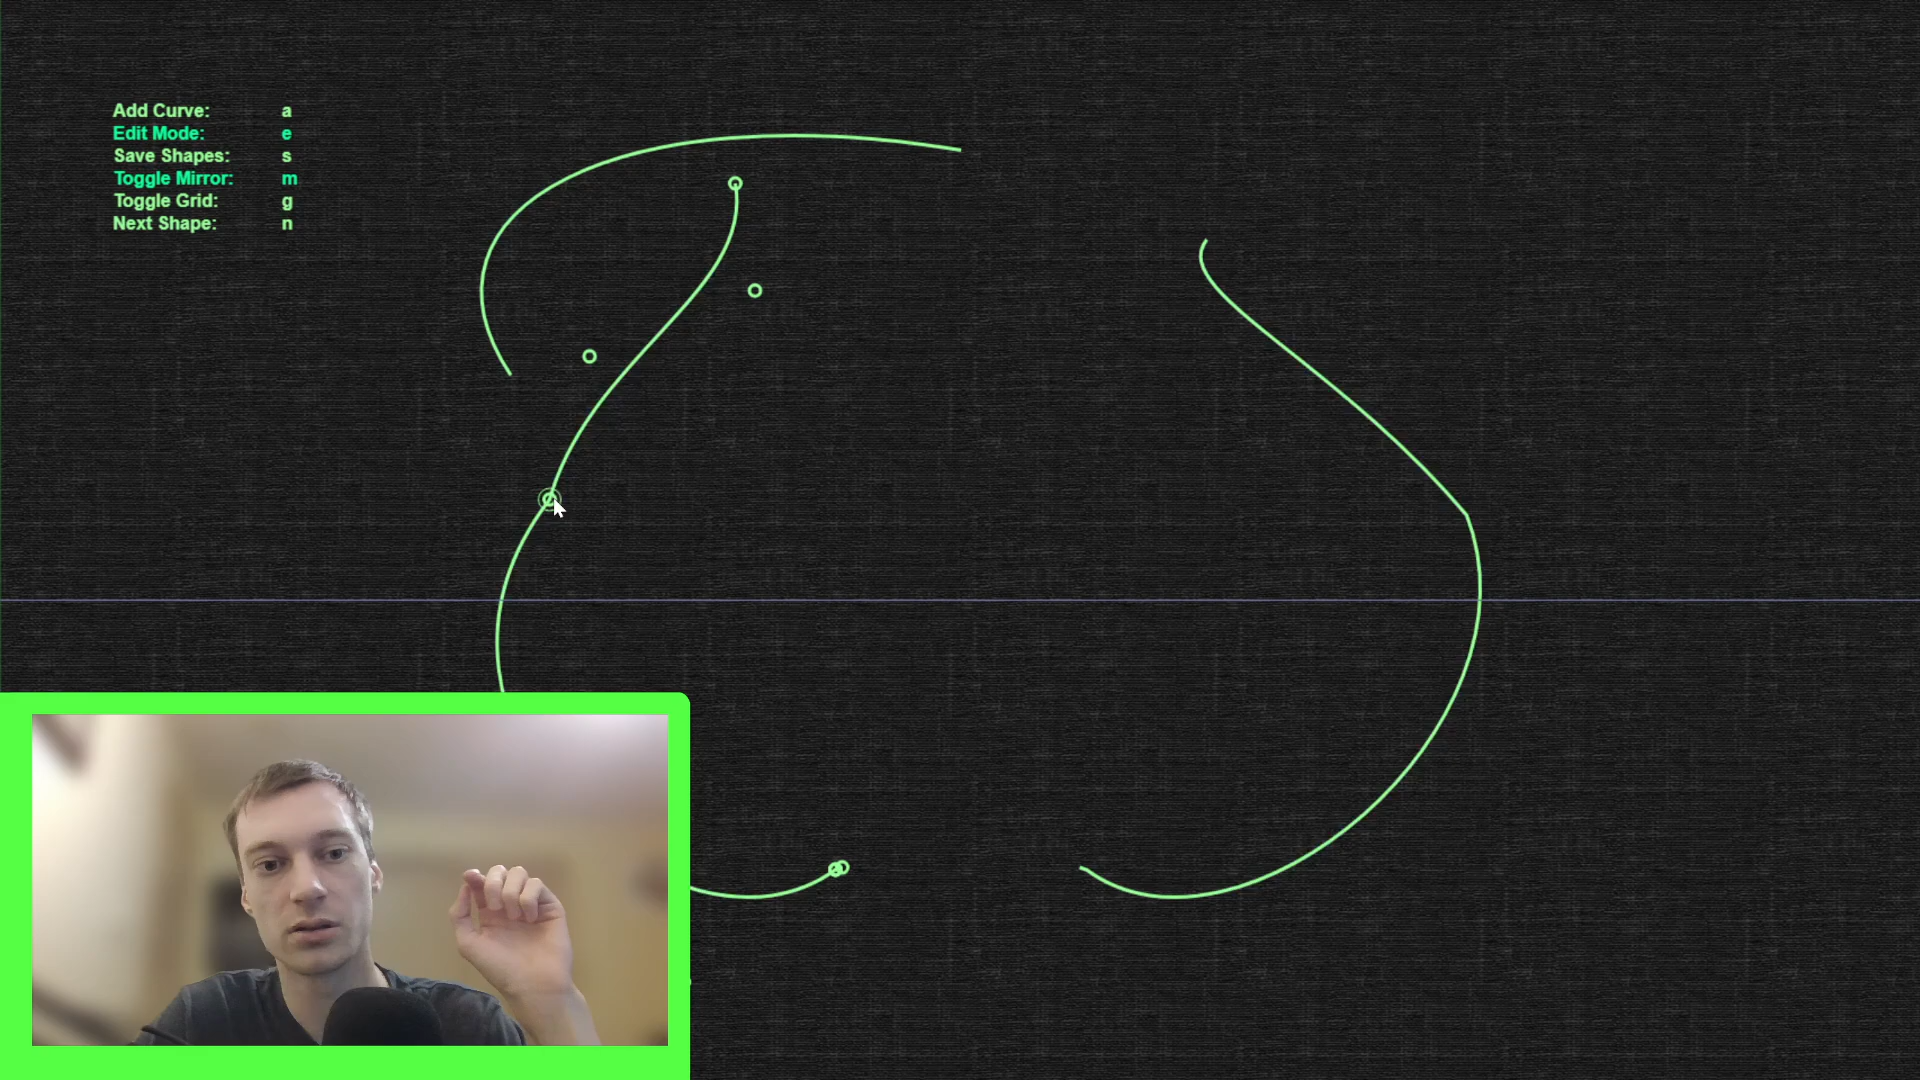 Add Curve: a
Edit Mode: e
Save Shapes: s
Toggle Mirror: m
Toggle Grid: g
Next Shape: n